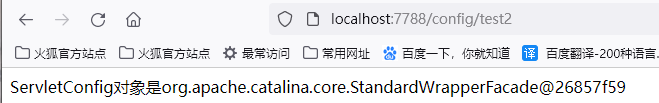 localhost:7788/config/test2
火狐官方站点 火狐官方站点 最常访问 常用网址 百度一下，你就知道 译 百度翻译-200种语言
ServletConfig对象是org.apache.catalina.core.StandardWrapperFacade@26857f59